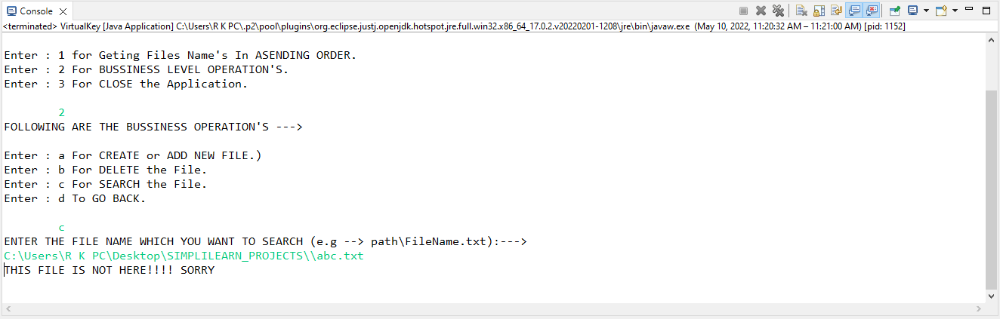 Console
<terminated> VirtualKey [Java Application] C:\Users\R K PC\.p2\pool\plugins\org.eclipse.justj.openjdk.hotspot.jre.full.win32.x86_64_17.0.2.v20220201-1208\jre\bin\javaw.exe (May 10, 2022, 11:20:32 AM – 11:21:00 AM) [pid: 1152]
Enter : 1 for Geting Files Name's In ASENDING ORDER.
Enter : 2 For BUSSINESS LEVEL OPERATION'S.
Enter : 3 For CLOSE the Application.
2
FOLLOWING ARE THE BUSSINESS OPERATION'S --->
Enter : a For CREATE or ADD NEW FILE.)
Enter : b For DELETE the File.
Enter : c For SEARCH the File.
Enter : d To GO BACK.
c
ENTER THE FILE NAME WHICH YOU WANT TO SEARCH (e.g --> path\FileName.txt):--->
C:\Users\R K PC\Desktop\SIMPLILEARN_PROJECTS\\abc.txt
THIS FILE IS NOT HERE!!!! SORRY